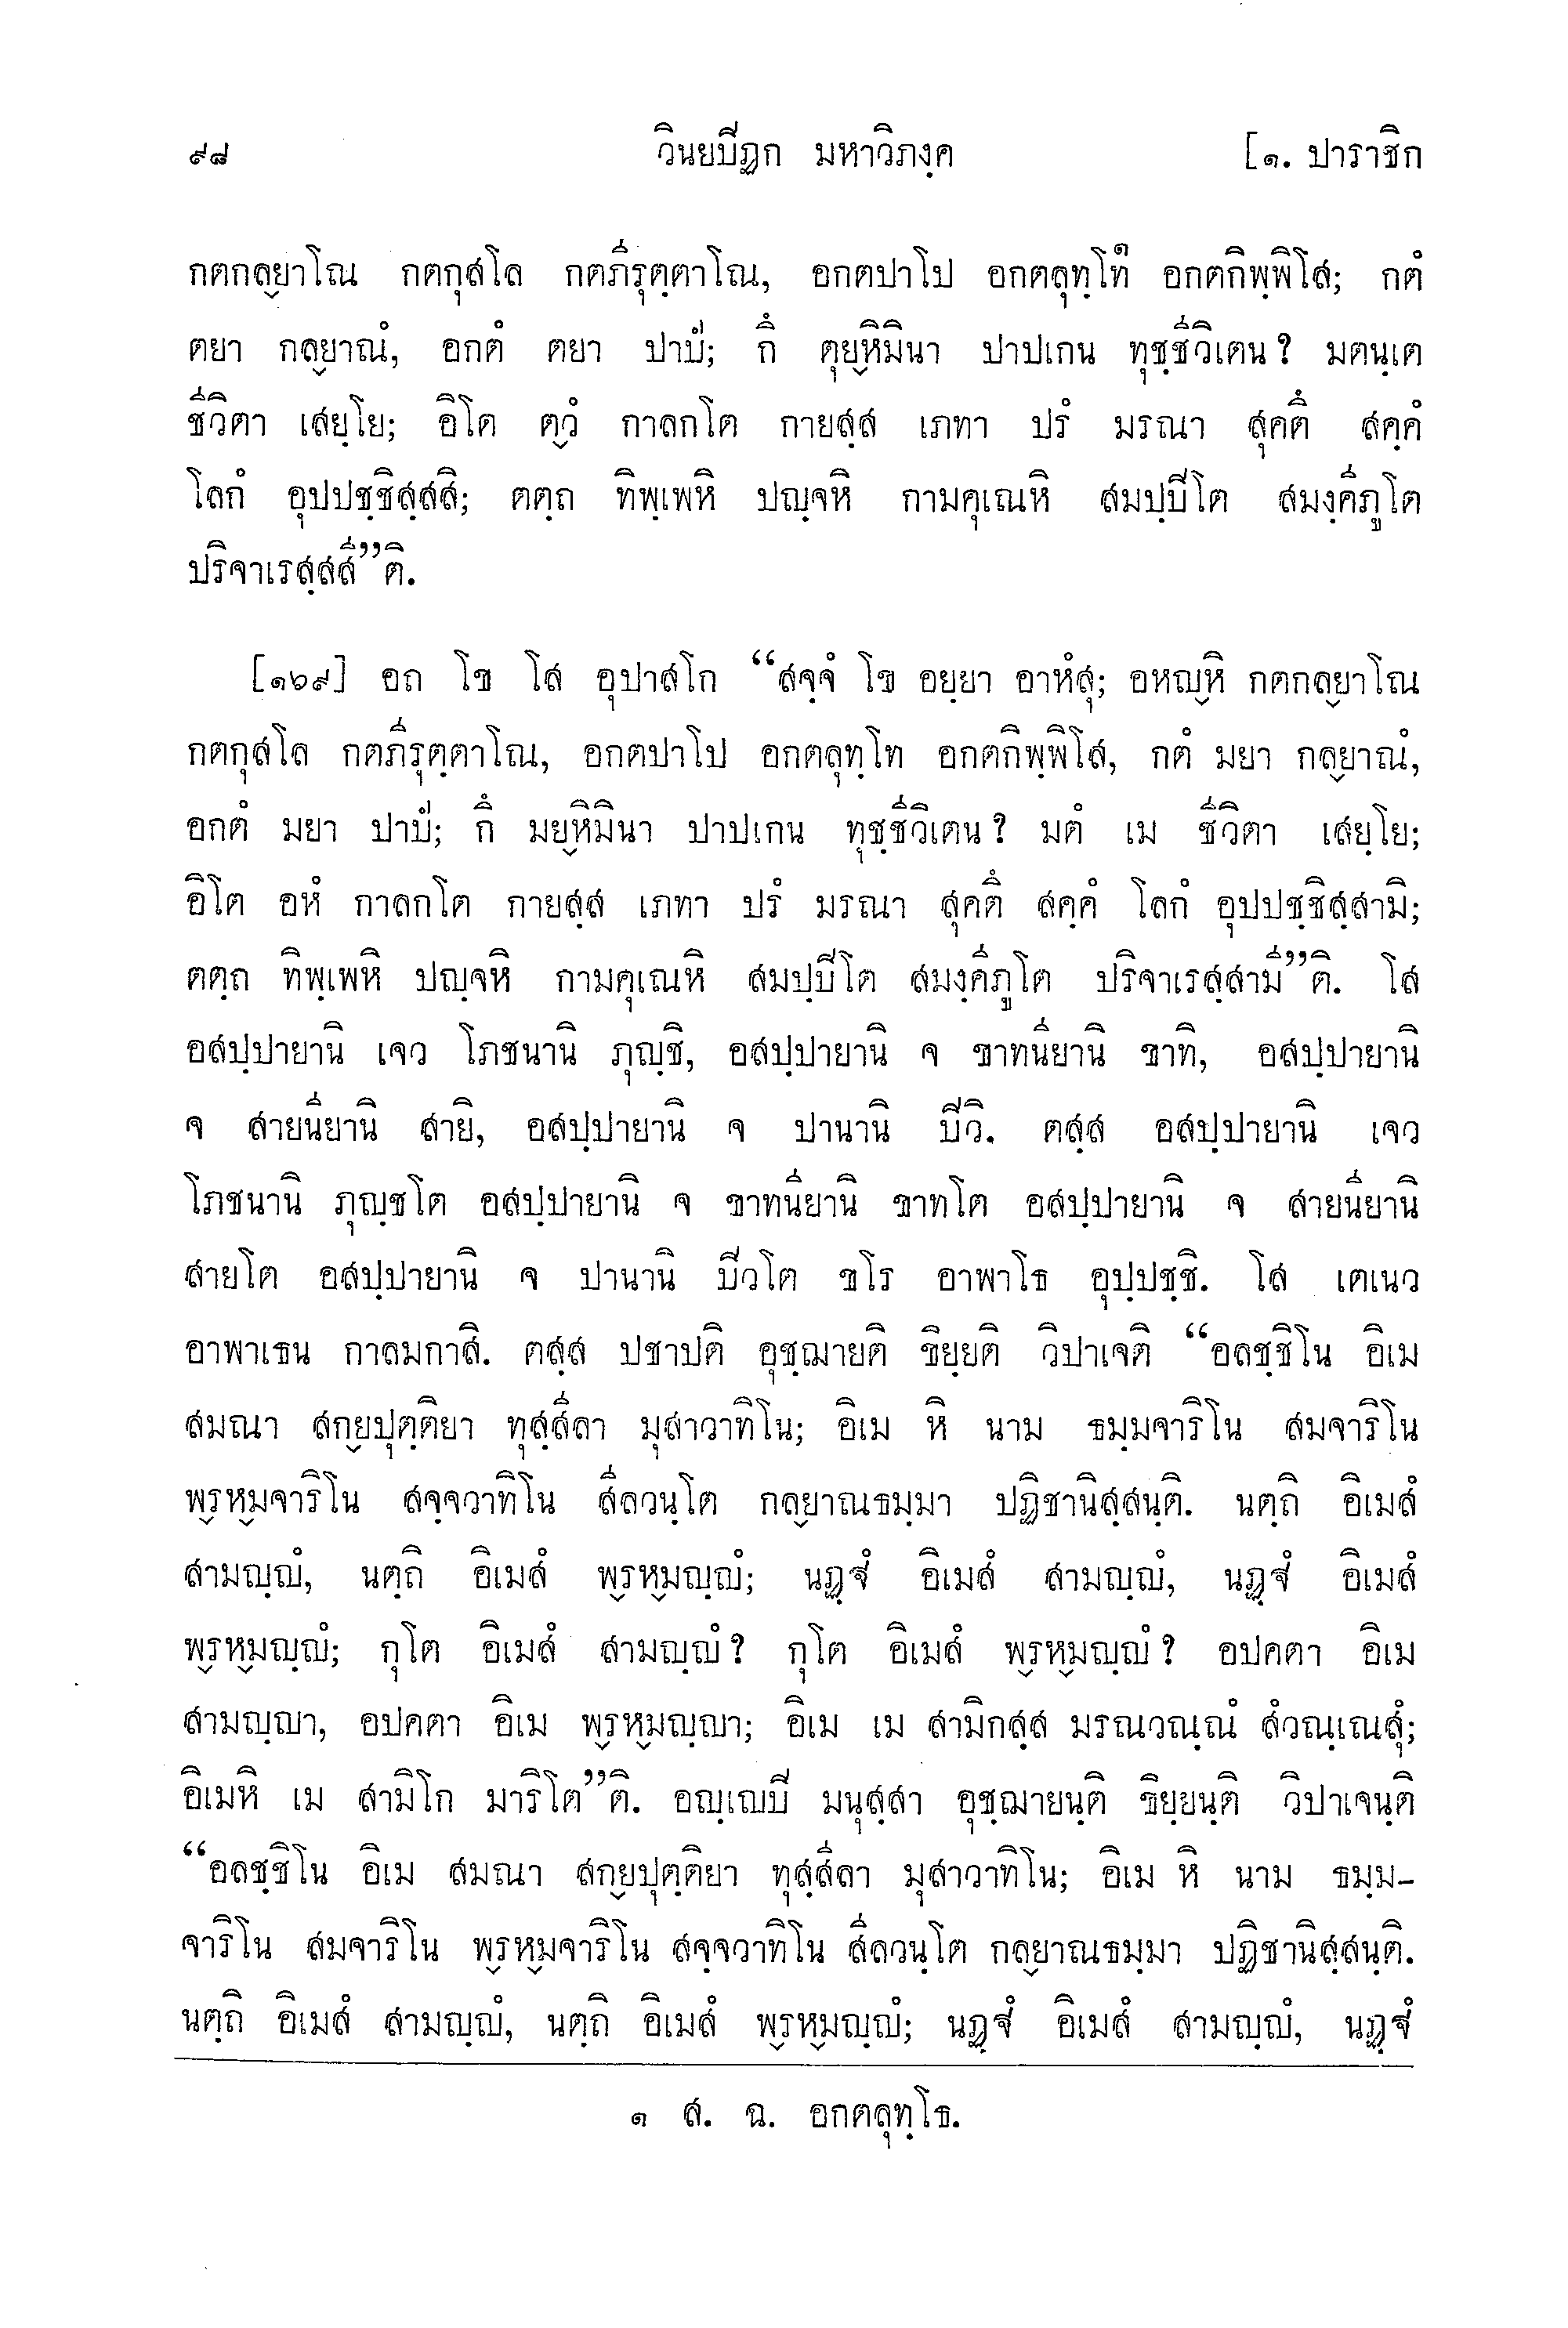 ๙๘ วินยปีฏก มหาวิภงฺค [๑. ปาราชิก
กตกลฺยาโณ กตกุสโล กตภีรุตฺตาโณ, อกตปาโป อกตลุทฺโท๑ อกตกิพฺพิโส; กตํ
ตยา กลฺยาณํ, อกตํ ตยา ปาปํ; กึ ตุยฺหิมินา ปาปเกน ทุชฺชีวิเตน? มตนฺเต
ชีวิตา เสยฺโย; อิโต ตฺวํ กาลกโต กายสฺส เภทา ปรํ มรณา สุคตึ สคฺคํ
โลกํ อุปปชฺชิสฺสสิ; ตตฺถ ทิพฺเพหิ ปญฺจหิ กามคุเณหิ สมปฺปีโต สมงฺคีภูโต
ปริจาเรสฺสสี”ติ.
[๑๖๙] อถ โข โส อุปาสโก “สจฺจํ โข อยฺยา อาหํสุ; อหญฺหิ กตกลฺยาโณ
กตกุสโล กตภีรุตฺตาโณ, อกตปาโป อกตลุทฺโท อกตกิพฺพิโส, กตํ มยา กลฺยาณํ,
อกตํ มยา ปาปํ; กึ มยฺหิมินา ปาปเกน ทุชฺชีวิเตน? มตํ เม ชีวิตา เสยฺโย;
อิโต อหํ กาลกโต กายสฺส เภทา ปรํ มรณา สุคตึ สคฺคํ โลกํ อุปปชฺชิสฺสามิ;
ตตฺถ ทิพฺเพหิ ปญฺจหิ กามคุเณหิ สมปฺปีโต สมงฺคีภูโต ปริจาเรสฺสามี”ติ. โส
อสปฺปายานิ เจว โภชนานิ ภุญฺชิ, อสปฺปายานิ จ ขาทนียานิ ขาทิ, อสปฺปายานิ
จ สายนียานิ สายิ, อสปฺปายานิ จ ปานานิ ปีวิ. ตสฺส อสปฺปายานิ เจว
โภชนานิ ภุญฺชโต อสปฺปายานิ จ ขาทนียานิ ขาทโต อสปฺปายานิ จ สายนียานิ
สายโต อสปฺปายานิ จ ปานานิ ปีวโต ขโร อาพาโธ อุปฺปชฺชิ. โส เตเนว
อาพาเธน กาลมกาสิ. ตสฺส ปชาปติ อุชฺฌายติ ขิยฺยติ วิปาเจติ “อลชฺชิโน อิเม
สมณา สกฺยปุตฺติยา ทุสฺสีลา มุสาวาทิโน; อิเม หิ นาม ธมฺมจาริโน สมจาริโน
พฺรหฺมจาริโน สจฺจวาทิโน สีลวนฺโต กลฺยาณธมฺมา ปฏิชานิสฺสนฺติ. นตฺถิ อิเมสํ
สามญฺญํ, นตฺถิ อิเมสํ พฺรหฺมญฺญํ; นฏฺฐํ อิเมสํ สามญฺญํ, นฏฺฐํ อิเมสํ
พฺรหฺมญฺญํ; กุโต อิเมสํ สามญฺญํ? กุโต อิเมสํ พฺรหฺมญฺญํ? อปคตา อิเม
สามญฺญา, อปคตา อิเม พฺรหฺมญฺญา; อิเม เม สามิกสฺส มรณวณฺณํ สํวณฺเณสุํ;
อิเมหิ เม สามิโก มาริโต”ติ. อญฺเญปี มนุสฺสา อุชฺฌายนฺติ ขิยฺยนฺติ วิปาเจนฺติ
“อลชฺชิโน อิเม สมณา สกฺยปุตฺติยา ทุสฺสีลา มุสาวาทิโน; อิเม หิ นาม ธมฺม-
จาริโน สมจาริโน พฺรหฺมจาริโน สจฺจวาทิโน สีลวนฺโต กลฺยาณธมฺมา ปฏิชานิสฺสนฺติ.
นตฺถิ อิเมสํ สามญฺญํ, นตฺถิ อิเมสํ พฺรหฺมญฺญํ; นฏฺฐํ อิเมสํ สามญฺญํ, นฏฺฐํ
๑ ส. ฉ. อกตลุทฺโธ.